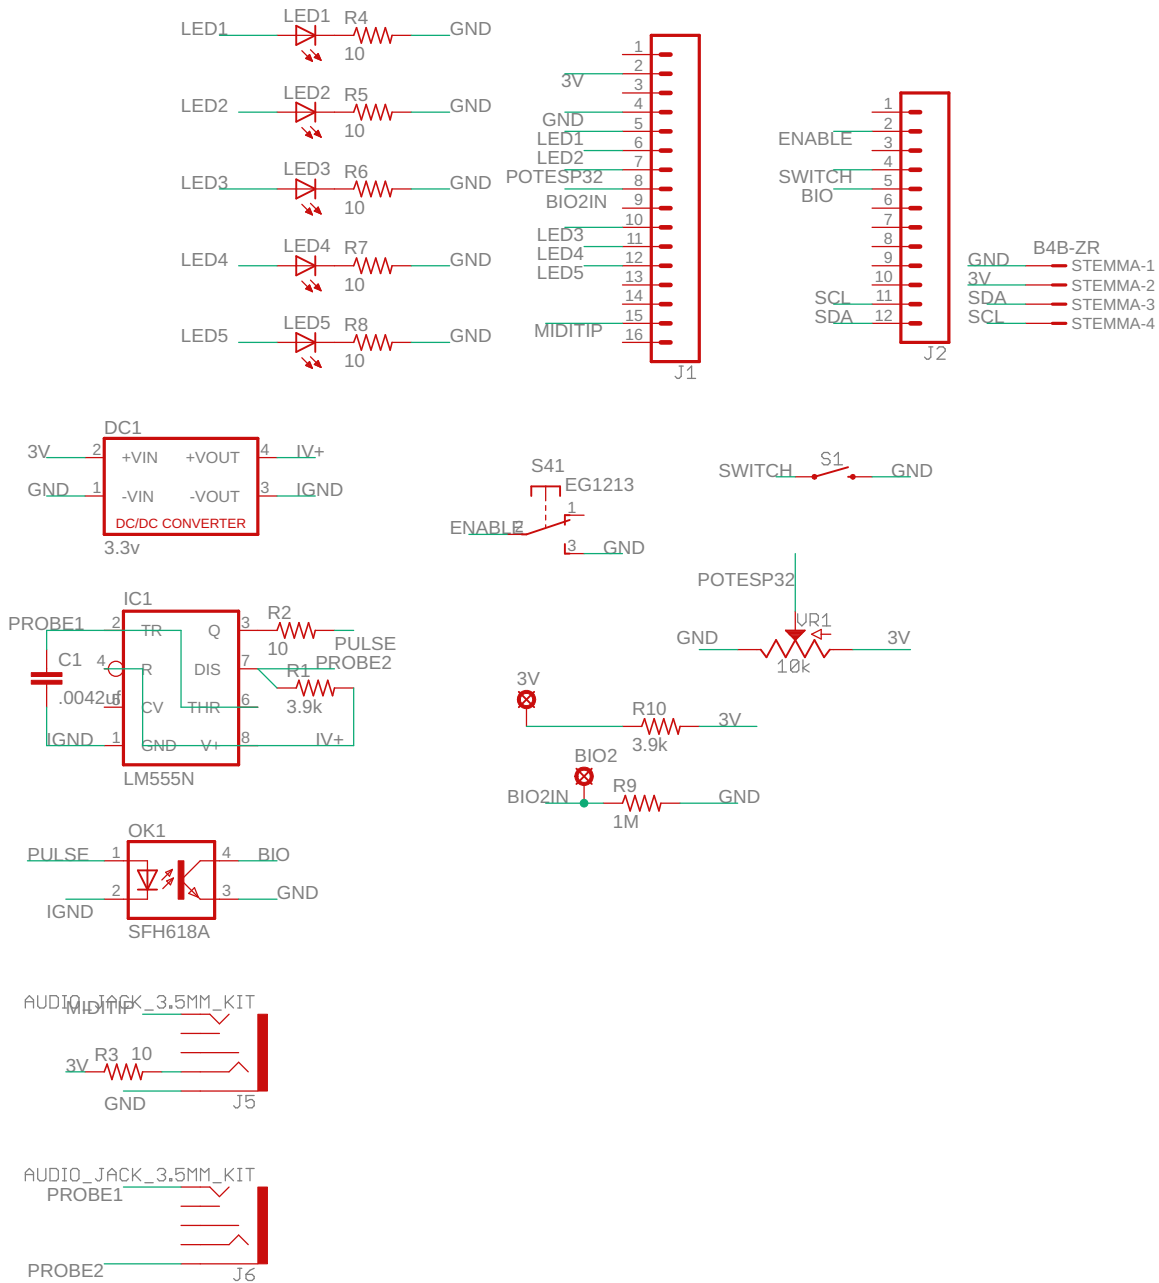 LED1 LED1 R4 GND
10
LED2 LED2 R5 GND
10
LED3 LED3 R6 GND
10
LED4 LED4 R7 GND
10
LED5 LED5 R8 GND
10
1
2
3V
3
4
GND
5
LED1
6
LED2
7
POTESP32
8
BIO2IN
9
10
LED3
11
LED4
12
LED5
13
14
15
MIDITIP
16
J1
1
2
ENABLE
3
4
SWITCH
5
BIO
6
7
8
9
10
SCL 11
SDA 12
J2
B4B-ZR
GND STEMMA-1
3V STEMMA-2
SDA STEMMA-3
SCL STEMMA-4
DC1
3V 2 +VIN +VOUT 4 IV+
GND 1 -VIN -VOUT 3 IGND
DC/DC CONVERTER
3.3v
S41
EG1213
1
ENABLE 2
3 GND
SWITCH S1 GND
POTESP32
VR1
GND 3V
10k
IC1
PROBE1 2 TR Q 3 R2
10 PULSE
C1 4 R DIS 7 PROBE2
R1
.0042uf 5 CV THR 6 3.9k
IGND 1 GND V+ 8 IV+
LM555N
3V
R10 3V
3.9k
BIO2
BIO2IN R9 GND
1M
OK1
PULSE 1 4 BIO
2 3 GND
IGND
SFH618A
AUDIO_JACK_3.5MM_KIT
MIDITIP
3V R3 10
GND J5
AUDIO_JACK_3.5MM_KIT
PROBE1
PROBE2 J6